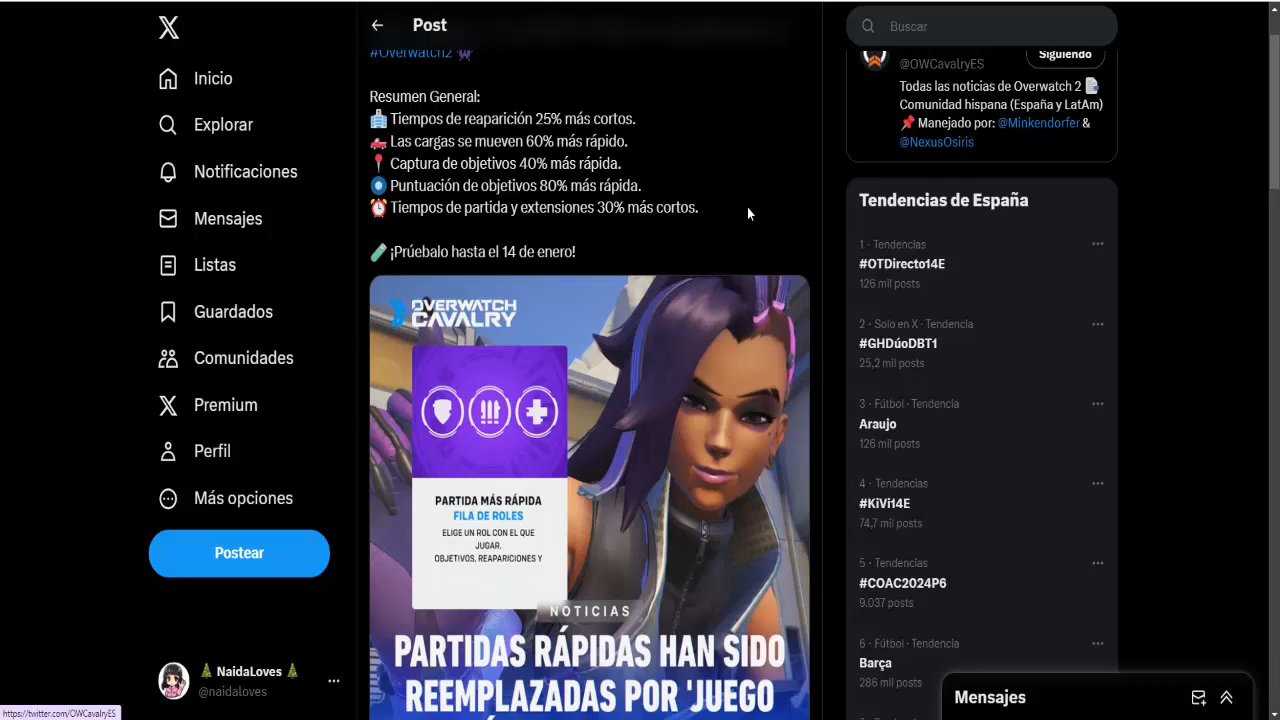 Post
Buscar
#Overwatch2
Inicio
Explorar
Notificaciones
Mensajes
Listas
Guardados
Comunidades
Premium
Perfil
Más opciones
Postear
NaidaLoves
@naidaloves
https://twitter.com/OWCavalryES
Resumen General:
Tiempos de reaparición 25% más cortos.
Las cargas se mueven 60% más rápido.
Captura de objetivos 40% más rápida.
Puntuación de objetivos 80% más rápida.
Tiempos de partida y extensiones 30% más cortos.
¡Prúebalo hasta el 14 de enero!
OVERWATCH
CAVALRY
PARTIDA MÁS RÁPIDA
FILA DE ROLES
ELIGE UN ROL CON EL QUE
JUGAR.
OBJETIVOS, REAPARICIONES Y
NOTICIAS
PARTIDAS RÁPIDAS HAN SIDO
REEMPLAZADAS POR 'JUEGO
@OWCavalryES
Siguiendo
Todas las noticias de Overwatch 2
Comunidad hispana (España y LatAm)
Manejado por: @Minkendorfer &
@NexusOsiris
Tendencias de España
1 · Tendencias
#OTDirecto14E
126 mil posts
2 · Solo en X · Tendencia
#GHDúoDBT1
25,2 mil posts
3 · Fútbol · Tendencia
Araujo
126 mil posts
4 · Tendencias
#KiVi14E
74,7 mil posts
5 · Tendencias
#COAC2024P6
9.037 posts
6 · Fútbol · Tendencia
Barça
286 mil posts
Mensajes